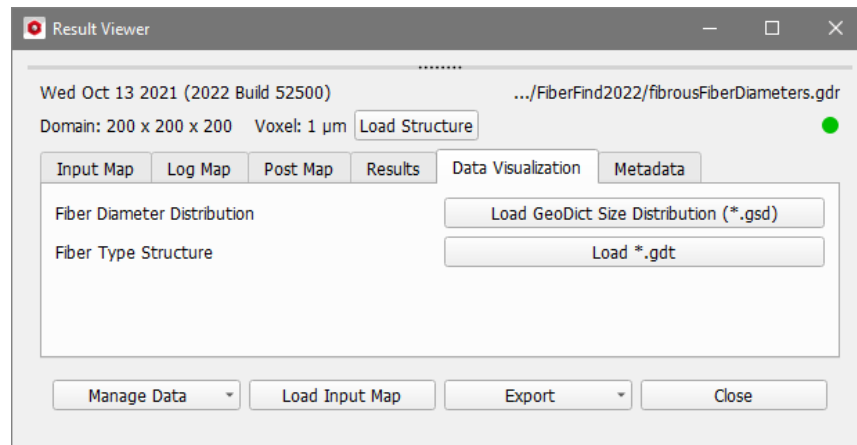 Result Viewer
Wed Oct 13 2021 (2022 Build 52500) .../FiberFind2022/fibrousFiberDiameters.gdr
Domain: 200 x 200 x 200 Voxel: 1 µm Load Structure
Input Map Log Map Post Map Results Data Visualization Metadata
Fiber Diameter Distribution Load GeoDict Size Distribution (*.gsd)
Fiber Type Structure Load *.gdt
Manage Data Load Input Map Export Close